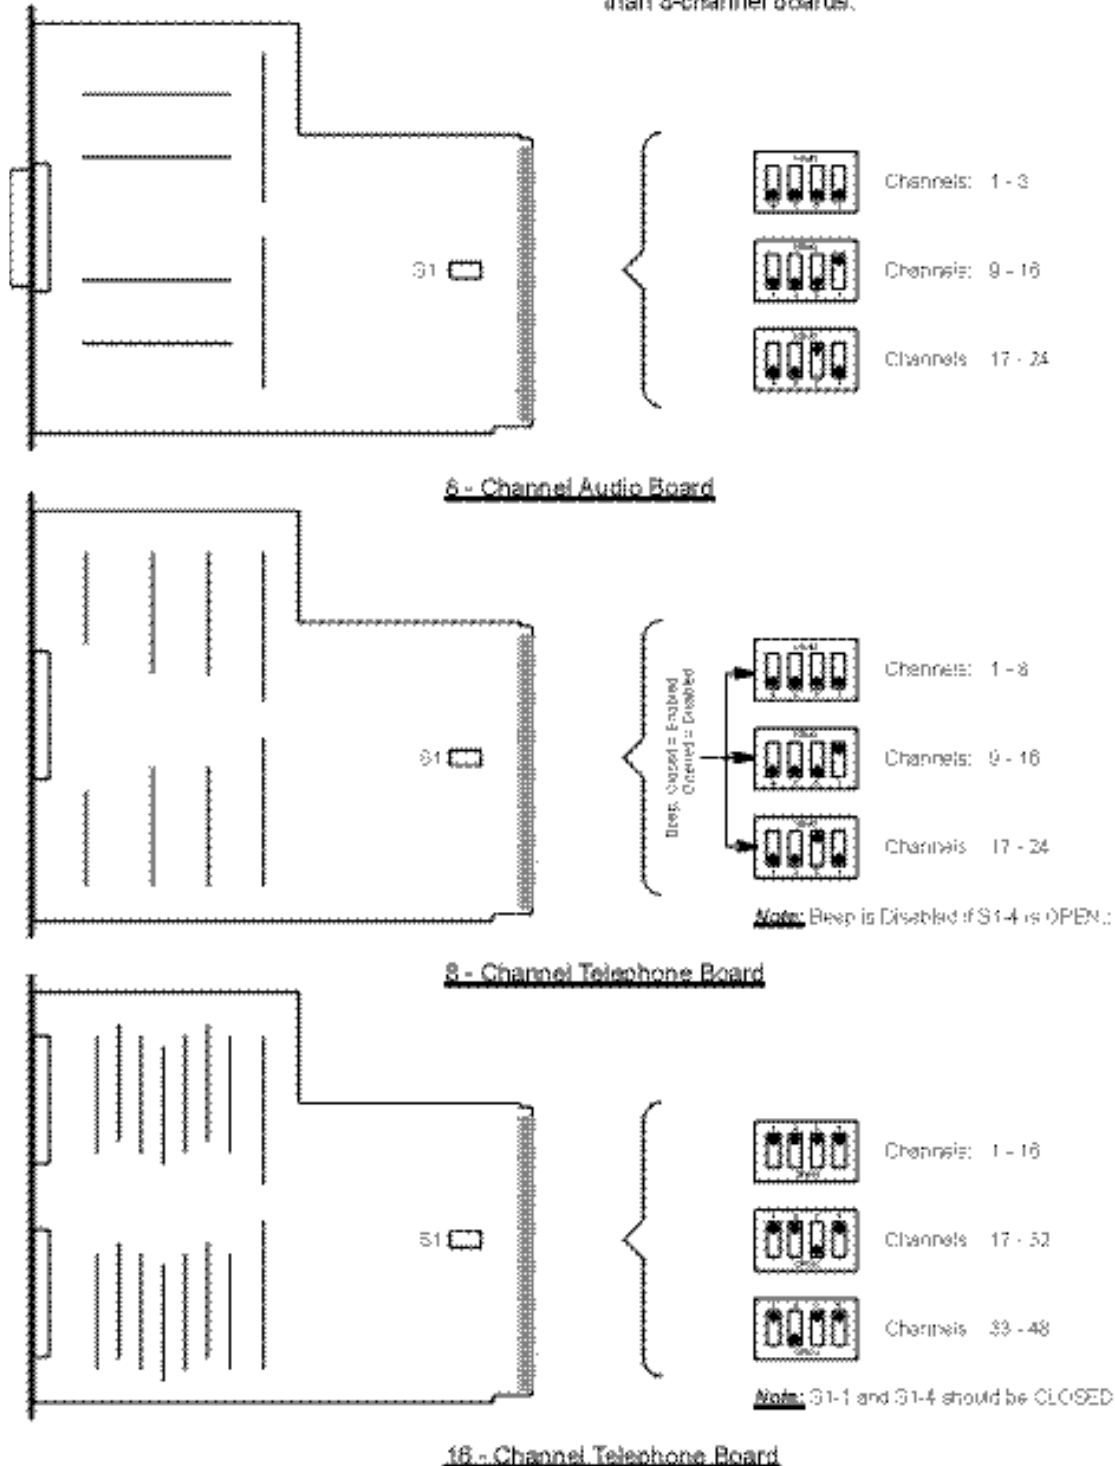 than 8-channel boards.
S1
Channels: 1 - 8
Channels: 9 - 16
Channels: 17 - 24
8 - Channel Audio Board
S1
Beep: Closed = Enabled
Opened = Disabled
Channels: 1 - 8
Channels: 9 - 16
Channels: 17 - 24
Note: Beep is Disabled if S1-4 is OPEN.
8 - Channel Telephone Board
S1
Channels: 1 - 16
Channels: 17 - 32
Channels: 33 - 48
Note: S1-1 and S1-4 should be CLOSED
16 - Channel Telephone Board